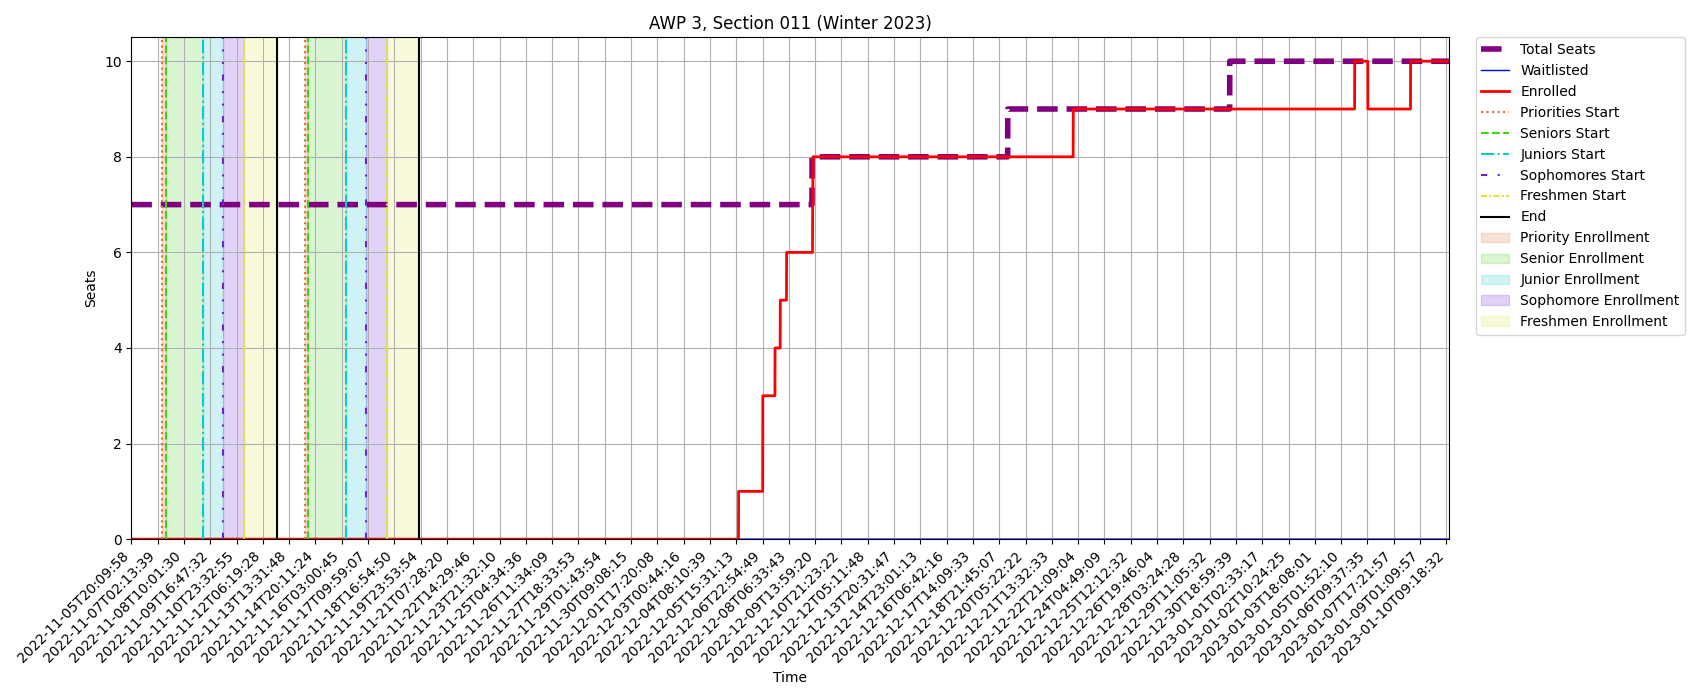 AWP 3, Section 011 (Winter 2023)
10
8
6
4
2
0
Seats
2022-11-05T20:09:58
2022-11-07T02:13:39
2022-11-08T10:01:30
2022-11-09T16:47:32
2022-11-10T23:32:55
2022-11-12T06:19:28
2022-11-13T13:31:48
2022-11-14T20:11:24
2022-11-16T03:00:45
2022-11-17T09:59:07
2022-11-18T16:54:50
2022-11-19T23:53:54
2022-11-21T07:28:20
2022-11-22T14:29:46
2022-11-23T21:32:10
2022-11-25T04:34:36
2022-11-26T11:34:09
2022-11-27T18:33:53
2022-11-29T01:43:54
2022-11-30T09:08:15
2022-12-01T17:20:08
2022-12-03T00:44:16
2022-12-04T08:10:39
2022-12-05T15:31:13
2022-12-06T22:54:49
2022-12-08T06:33:43
2022-12-09T13:59:20
2022-12-10T21:23:22
2022-12-12T05:11:48
2022-12-13T20:31:47
2022-12-14T23:01:13
2022-12-16T06:42:16
2022-12-17T14:09:33
2022-12-18T21:45:07
2022-12-20T05:22:22
2022-12-21T13:32:33
2022-12-22T21:09:04
2022-12-24T04:49:09
2022-12-25T12:12:32
2022-12-26T19:46:04
2022-12-28T03:24:28
2022-12-29T11:05:32
2022-12-30T18:59:39
2023-01-01T02:33:17
2023-01-02T10:24:25
2023-01-03T18:08:01
2023-01-05T01:52:10
2023-01-06T09:37:35
2023-01-07T17:21:57
2023-01-09T01:09:57
2023-01-10T09:18:32
Time
Total Seats
Waitlisted
Enrolled
Priorities Start
Seniors Start
Juniors Start
Sophomores Start
Freshmen Start
End
Priority Enrollment
Senior Enrollment
Junior Enrollment
Sophomore Enrollment
Freshmen Enrollment